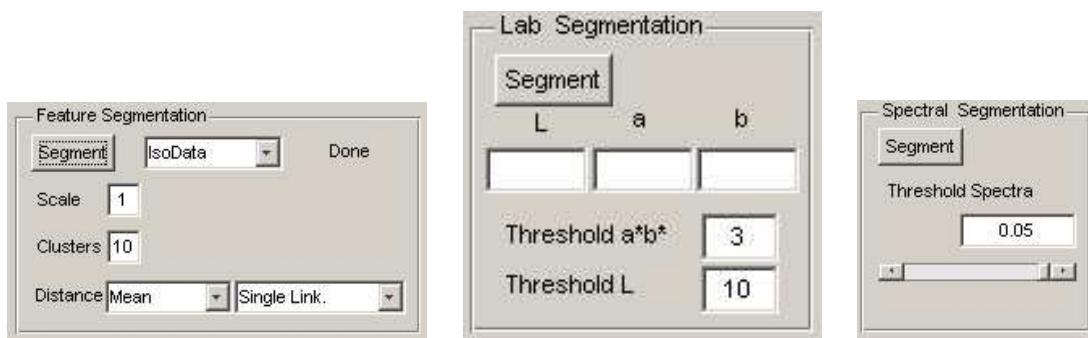 Feature Segmentation
Segment IsoData Done
Scale 1
Clusters 10
Distance Mean Single Link.
Lab Segmentation
Segment
L a b
Threshold a*b* 3
Threshold L 10
Spectral Segmentation
Segment
Threshold Spectra
0.05